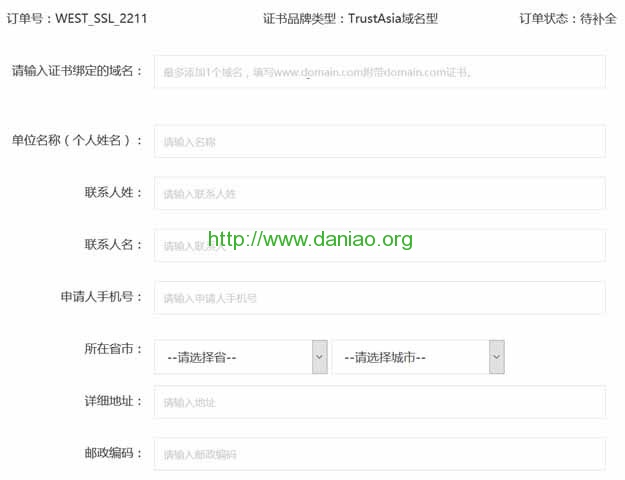 订单号：WEST_SSL_2211 证书品牌类型：TrustAsia域名型 订单状态：待补全
请输入证书绑定的域名： 最多添加1个域名，填写www.domain.com附带domain.com证书。
单位名称（个人姓名）： 请输入名称
联系人姓： 请输入联系人姓
http://www.daniao.org
联系人名： 请输入联系人
申请人手机号： 请输入申请人手机号
所在省市： --请选择省-- --请选择城市--
详细地址： 请输入地址
邮政编码： 请输入邮政编码